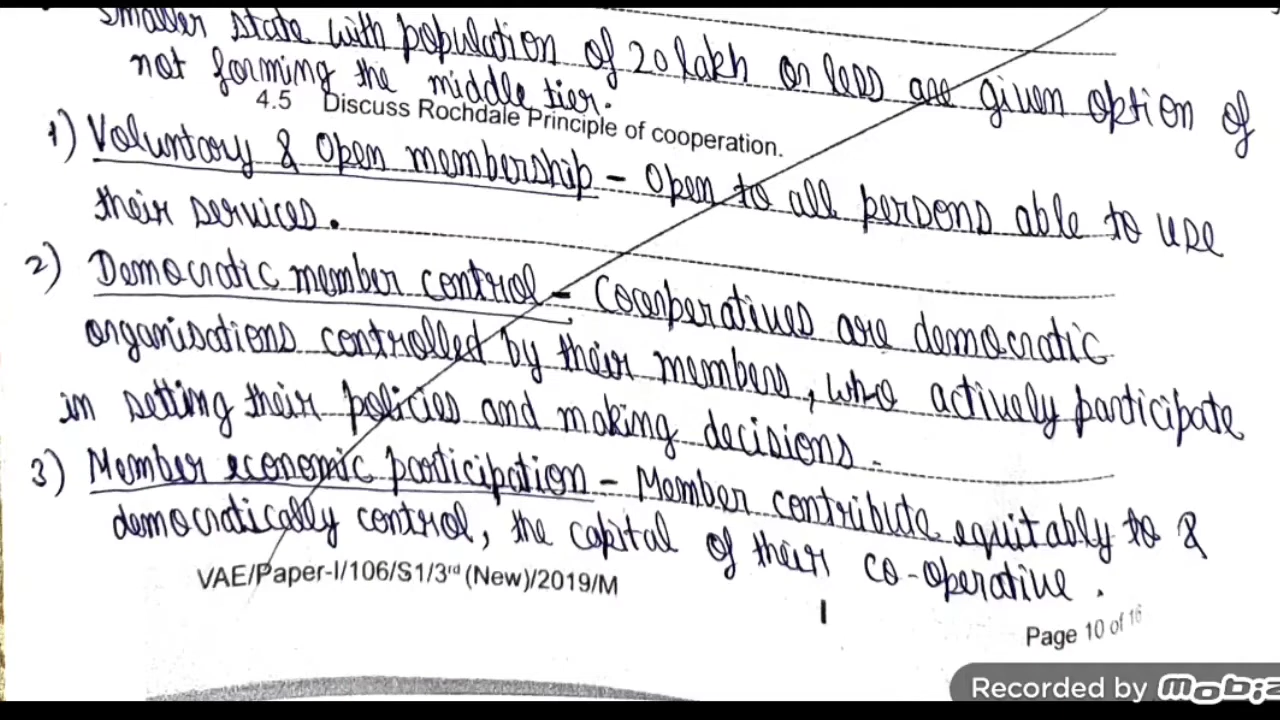 smaller state with population of 20 lakh or less are given option of
not forming the middle tier.
4.5 Discuss Rochdale Principle of cooperation.
1) Voluntary & Open membership - Open to all persons able to use
their services.
2) Democratic member control - Cooperatives are democratic
organisations controlled by their members, who actively participate
in setting their policies and making decisions.
3) Member economic participation - Member contribute equitably to &
democratically control, the capital of their co-operative.
VAE/Paper-I/106/S1/3rd (New)/2019/M
Page 10 of 16
Recorded by